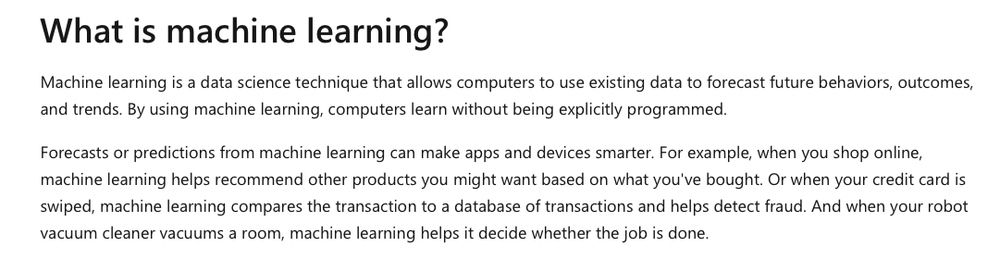 What is machine learning?
Machine learning is a data science technique that allows computers to use existing data to forecast future behaviors, outcomes,
and trends. By using machine learning, computers learn without being explicitly programmed.
Forecasts or predictions from machine learning can make apps and devices smarter. For example, when you shop online,
machine learning helps recommend other products you might want based on what you've bought. Or when your credit card is
swiped, machine learning compares the transaction to a database of transactions and helps detect fraud. And when your robot
vacuum cleaner vacuums a room, machine learning helps it decide whether the job is done.